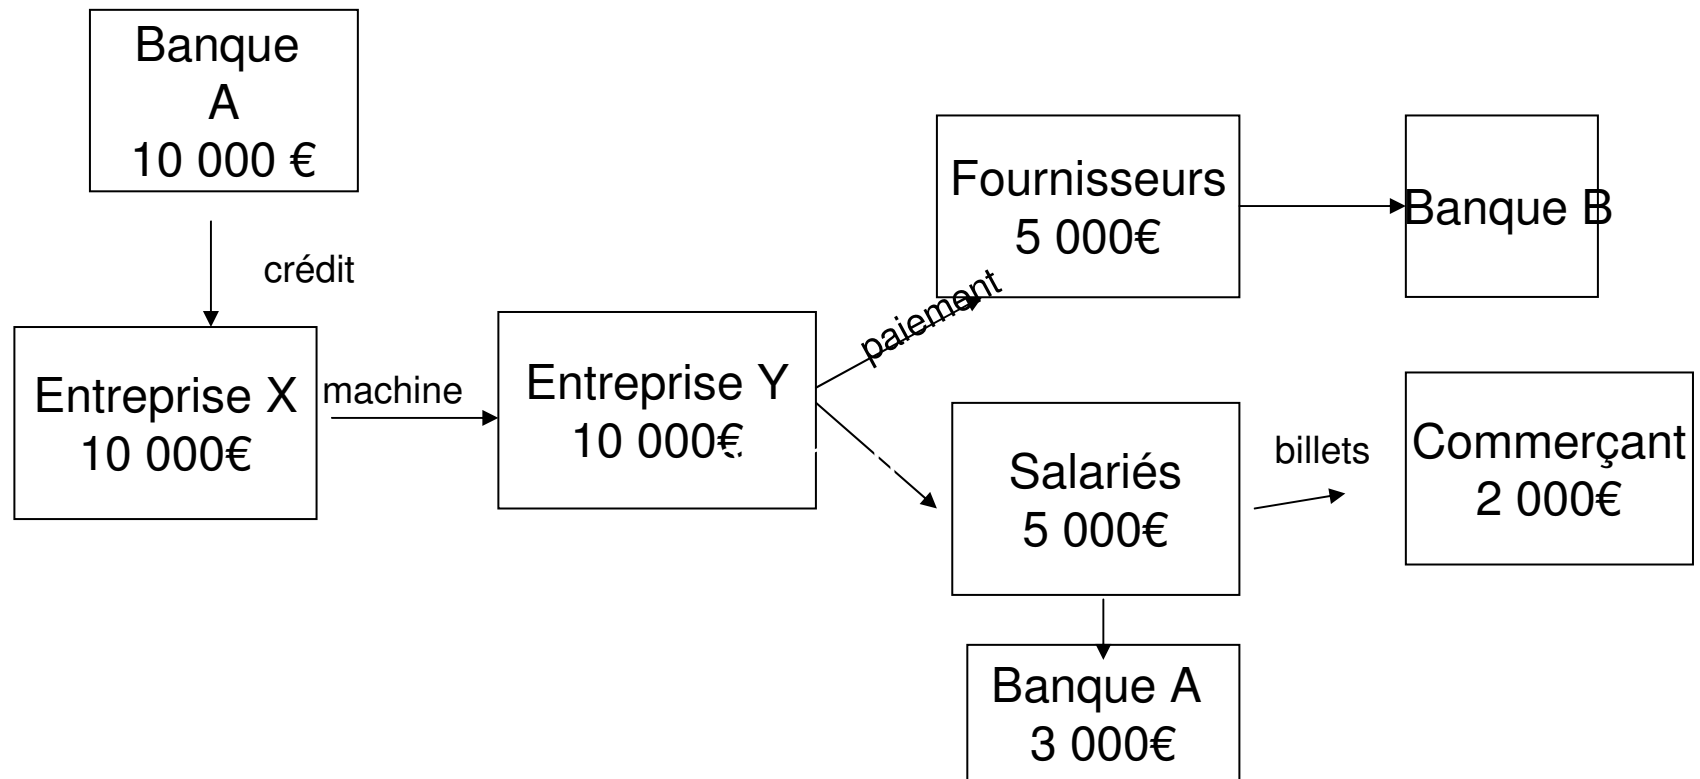 Banque
A
10 000 €
crédit
Entreprise X
10 000€
machine
Entreprise Y
10 000€
paiement
Fournisseurs
5 000€
Banque B
Salariés
5 000€
billets
Commerçant
2 000€
Banque A
3 000€